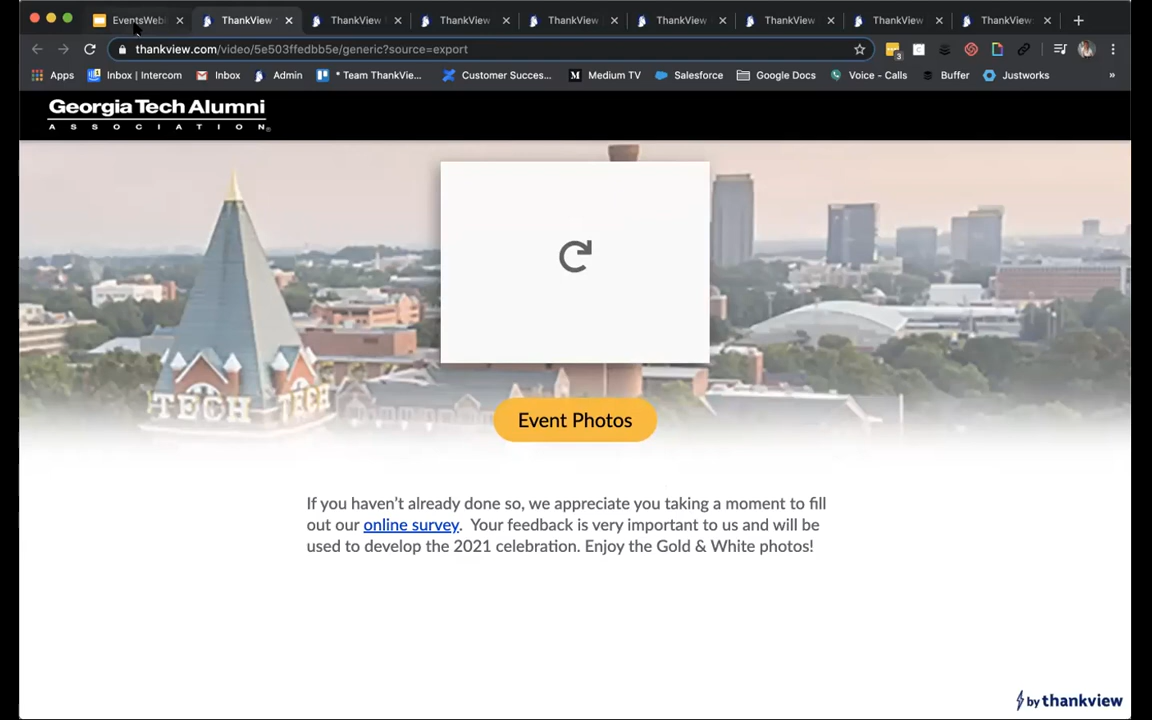 EventsWebi
ThankView -
ThankView
ThankView
ThankView
ThankView
ThankView
ThankView
ThankView
thankview.com/video/5e503ffedbb5e/generic?source=export
3
Apps
Inbox | Intercom
Inbox
Admin
* Team ThankVie...
Customer Succes...
M Medium TV
Salesforce
Google Docs
Voice - Calls
Buffer
Justworks
»
Georgia Tech Alumni
ASSOCIATION®
TECH TECH
Event Photos
If you haven't already done so, we appreciate you taking a moment to fill
out our online survey. Your feedback is very important to us and will be
used to develop the 2021 celebration. Enjoy the Gold & White photos!
by thankview